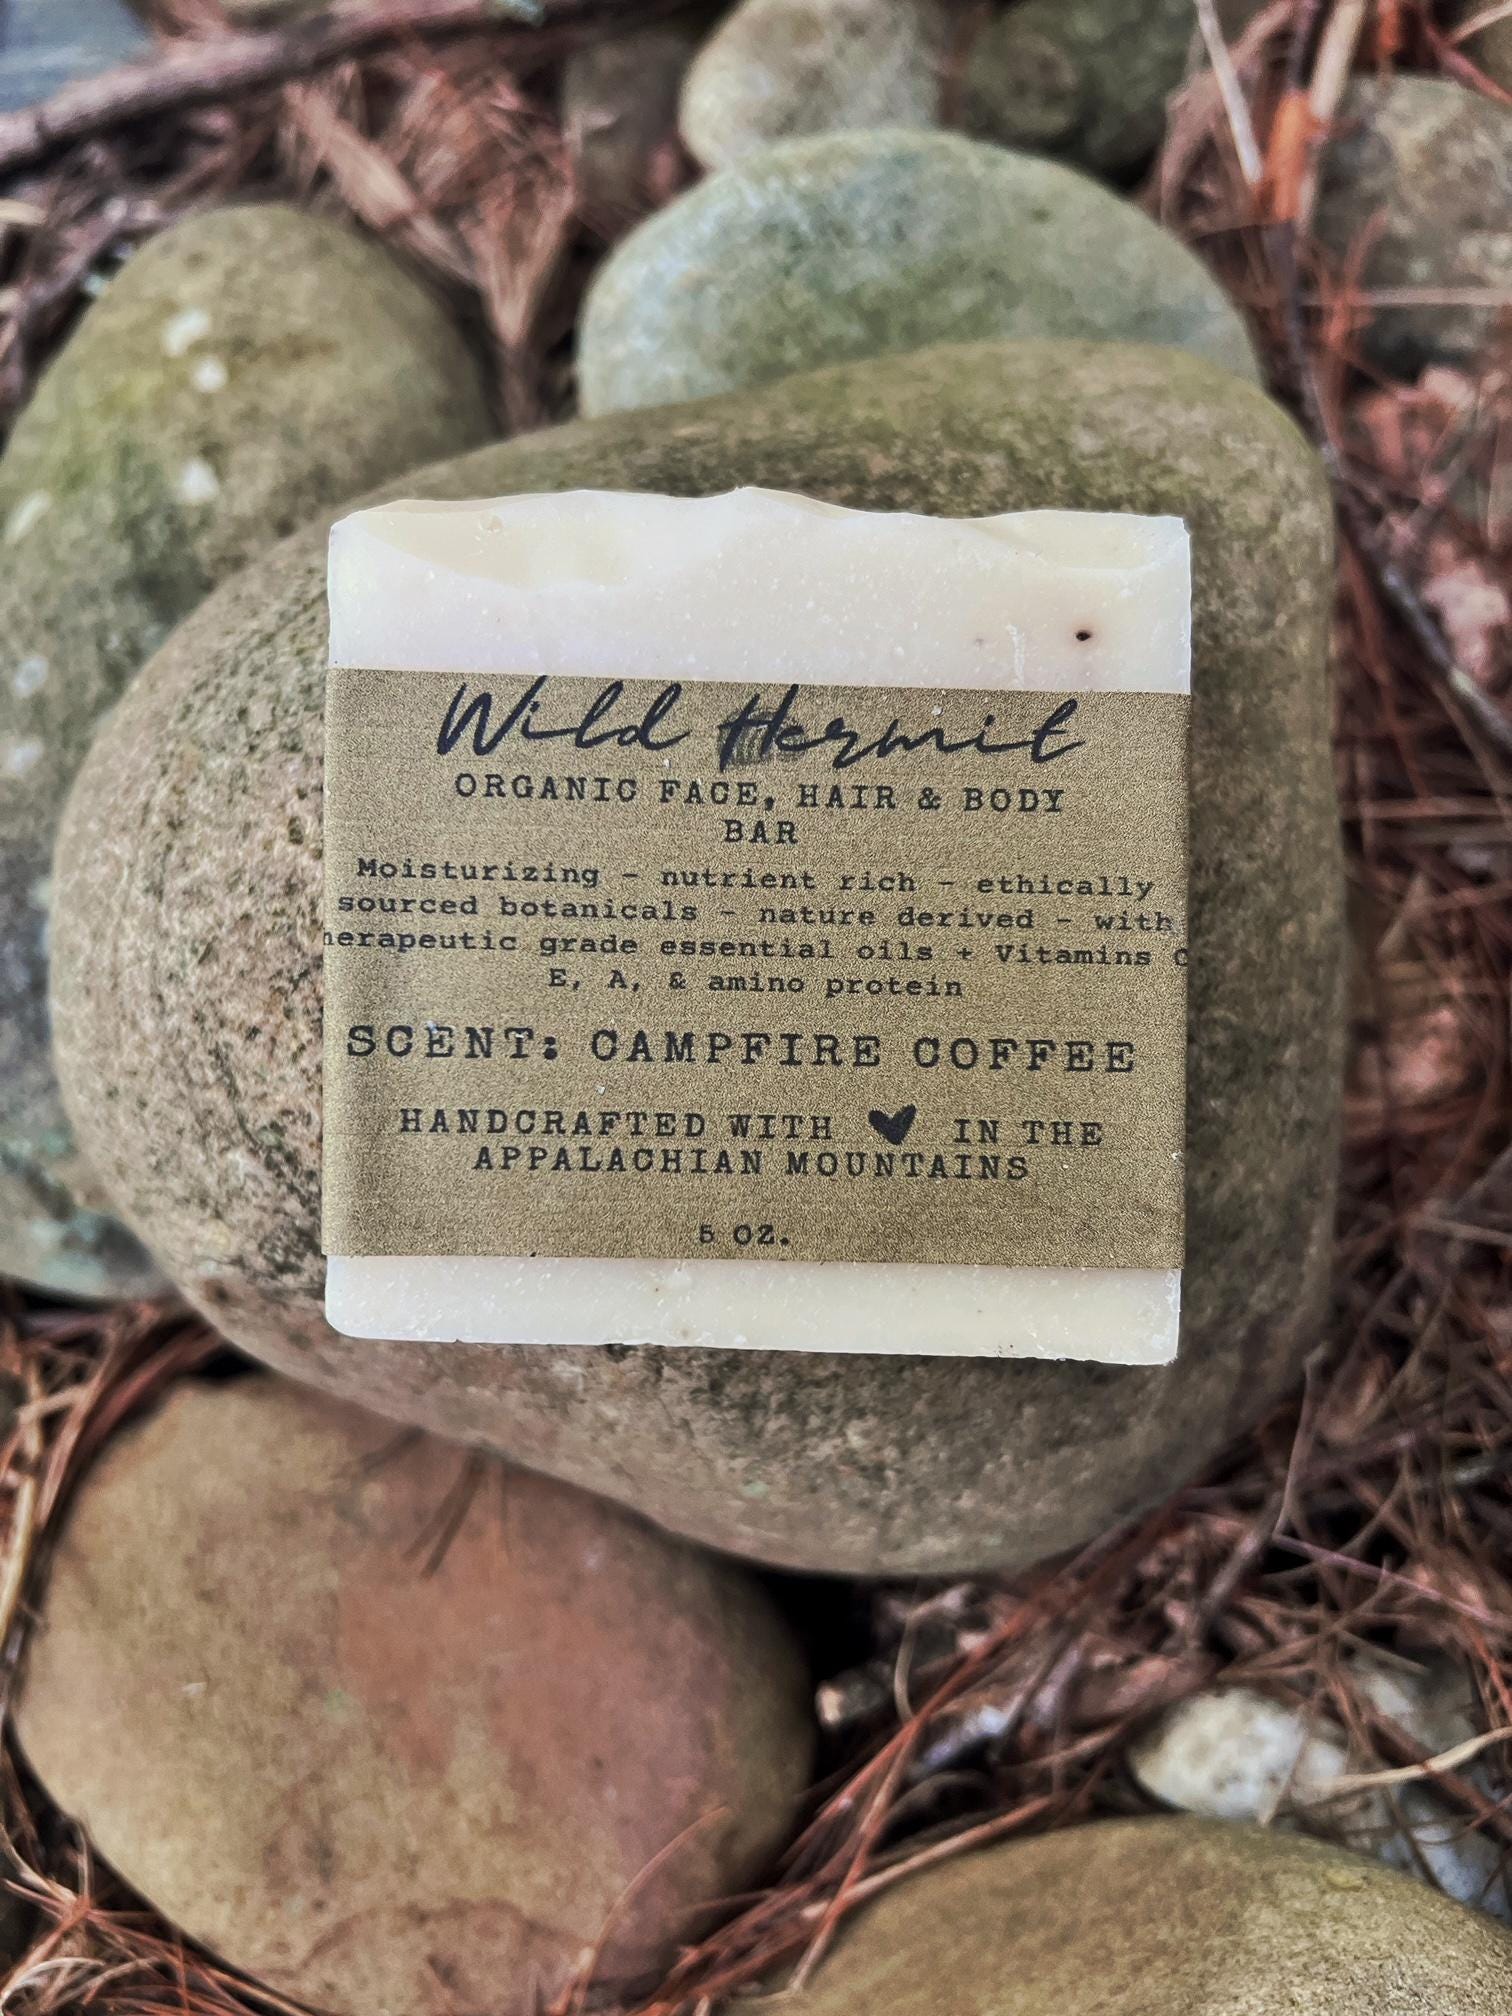 Wild Hermit
ORGANIC FACE, HAIR & BODY
BAR
Moisturizing - nutrient rich - ethically
sourced botanicals - nature derived - with
herapeutic grade essential oils + Vitamins C
E, A, & amino protein
SCENT: CAMPFIRE COFFEE
HANDCRAFTED WITH ♥ IN THE
APPALACHIAN MOUNTAINS
5 OZ.